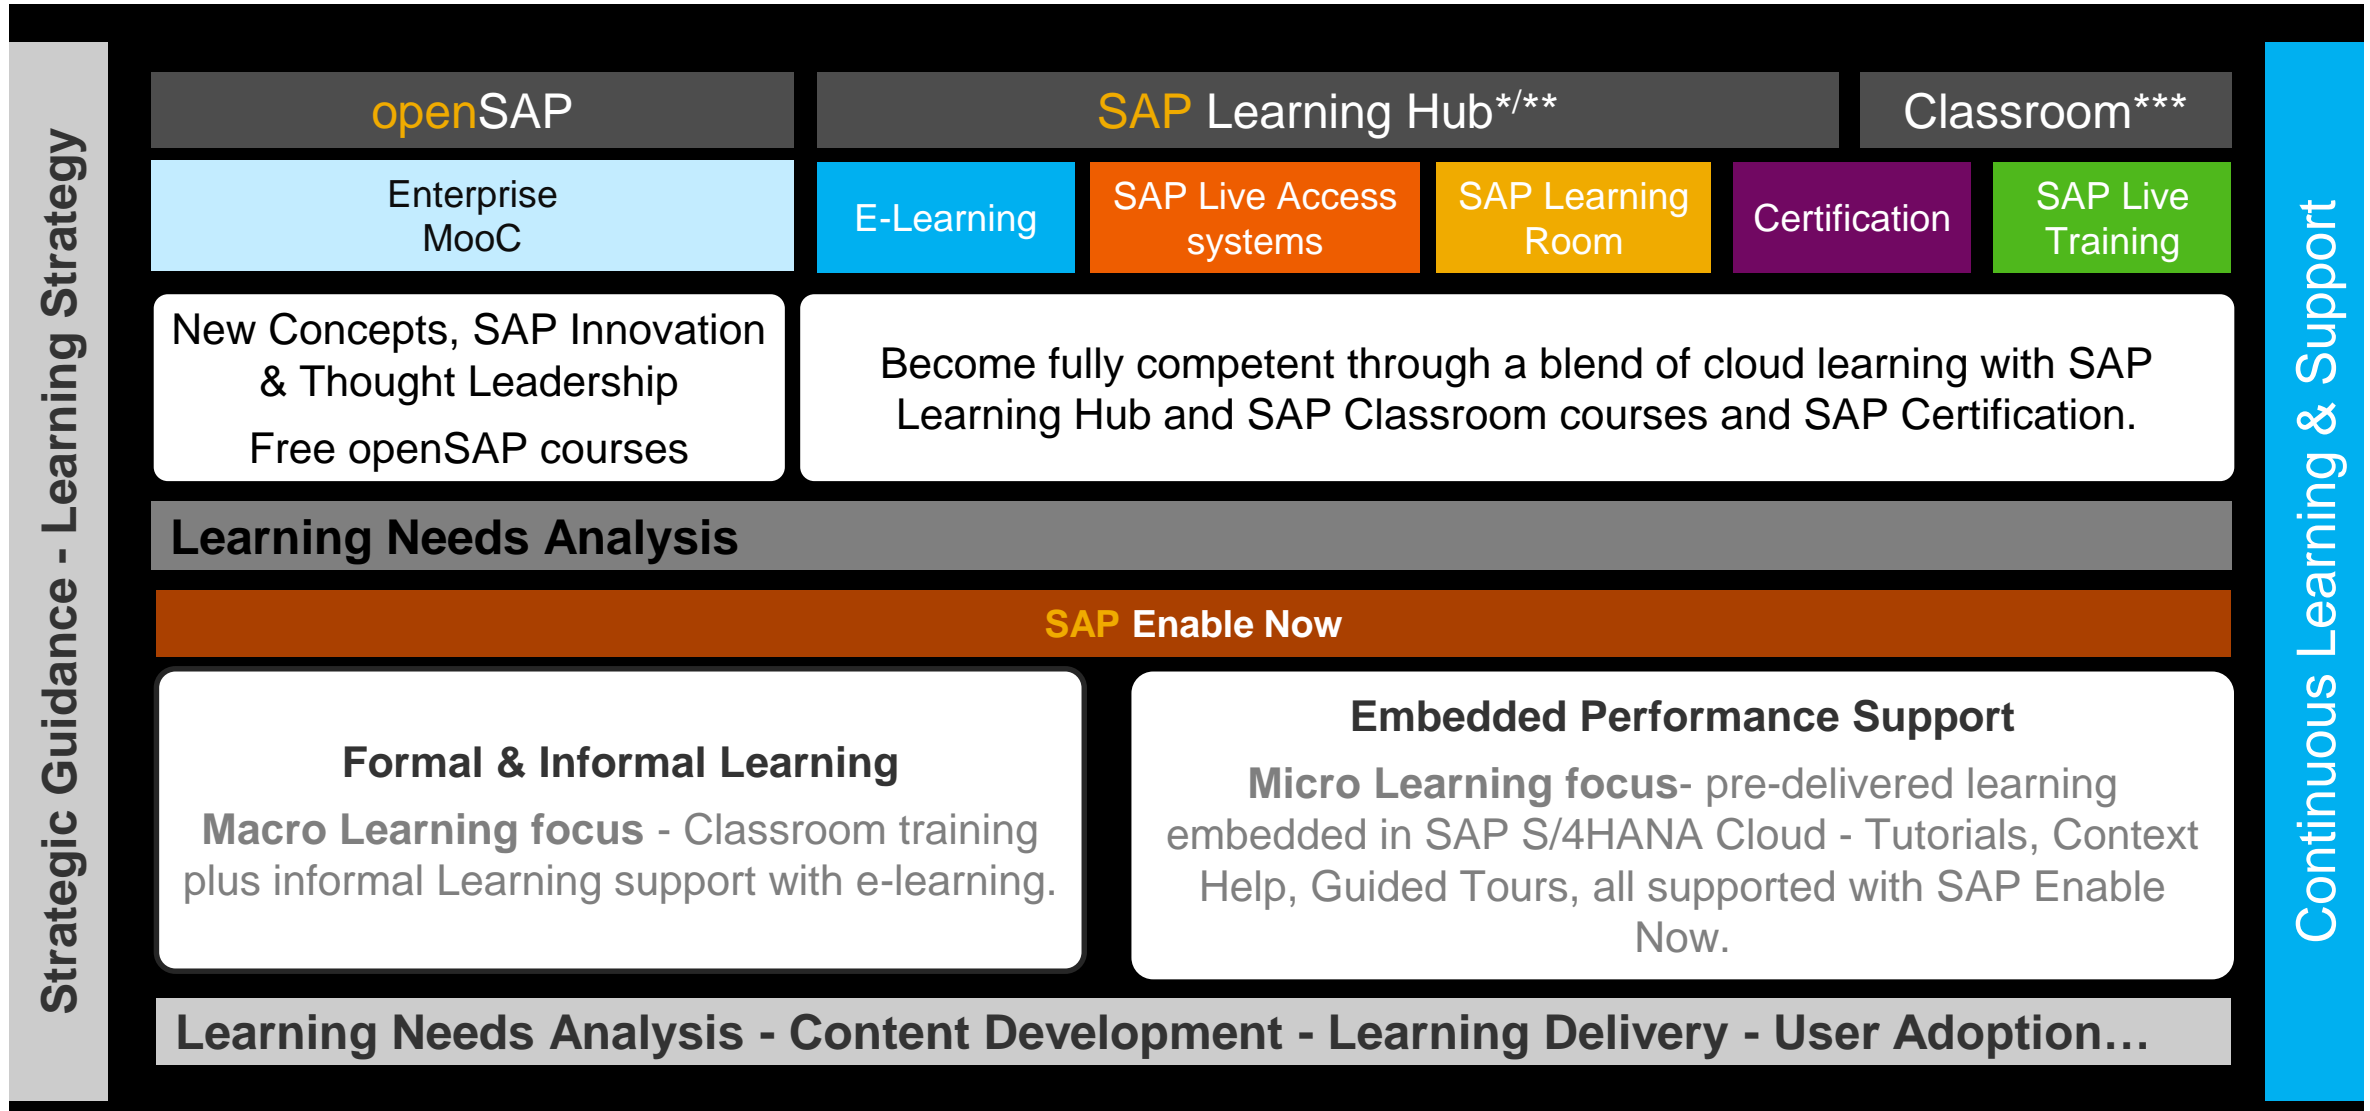 Strategic Guidance - Learning Strategy
openSAP
SAP Learning Hub*/**
Classroom***
Enterprise
MooC
E-Learning
SAP Live Access
systems
SAP Learning
Room
Certification
SAP Live
Training
New Concepts, SAP Innovation
& Thought Leadership
Free openSAP courses
Become fully competent through a blend of cloud learning with SAP
Learning Hub and SAP Classroom courses and SAP Certification.
Learning Needs Analysis
SAP Enable Now
Formal & Informal Learning
Macro Learning focus - Classroom training
plus informal Learning support with e-learning.
Embedded Performance Support
Micro Learning focus- pre-delivered learning
embedded in SAP S/4HANA Cloud - Tutorials, Context
Help, Guided Tours, all supported with SAP Enable
Now.
Learning Needs Analysis - Content Development - Learning Delivery - User Adoption…
Continuous Learning & Support